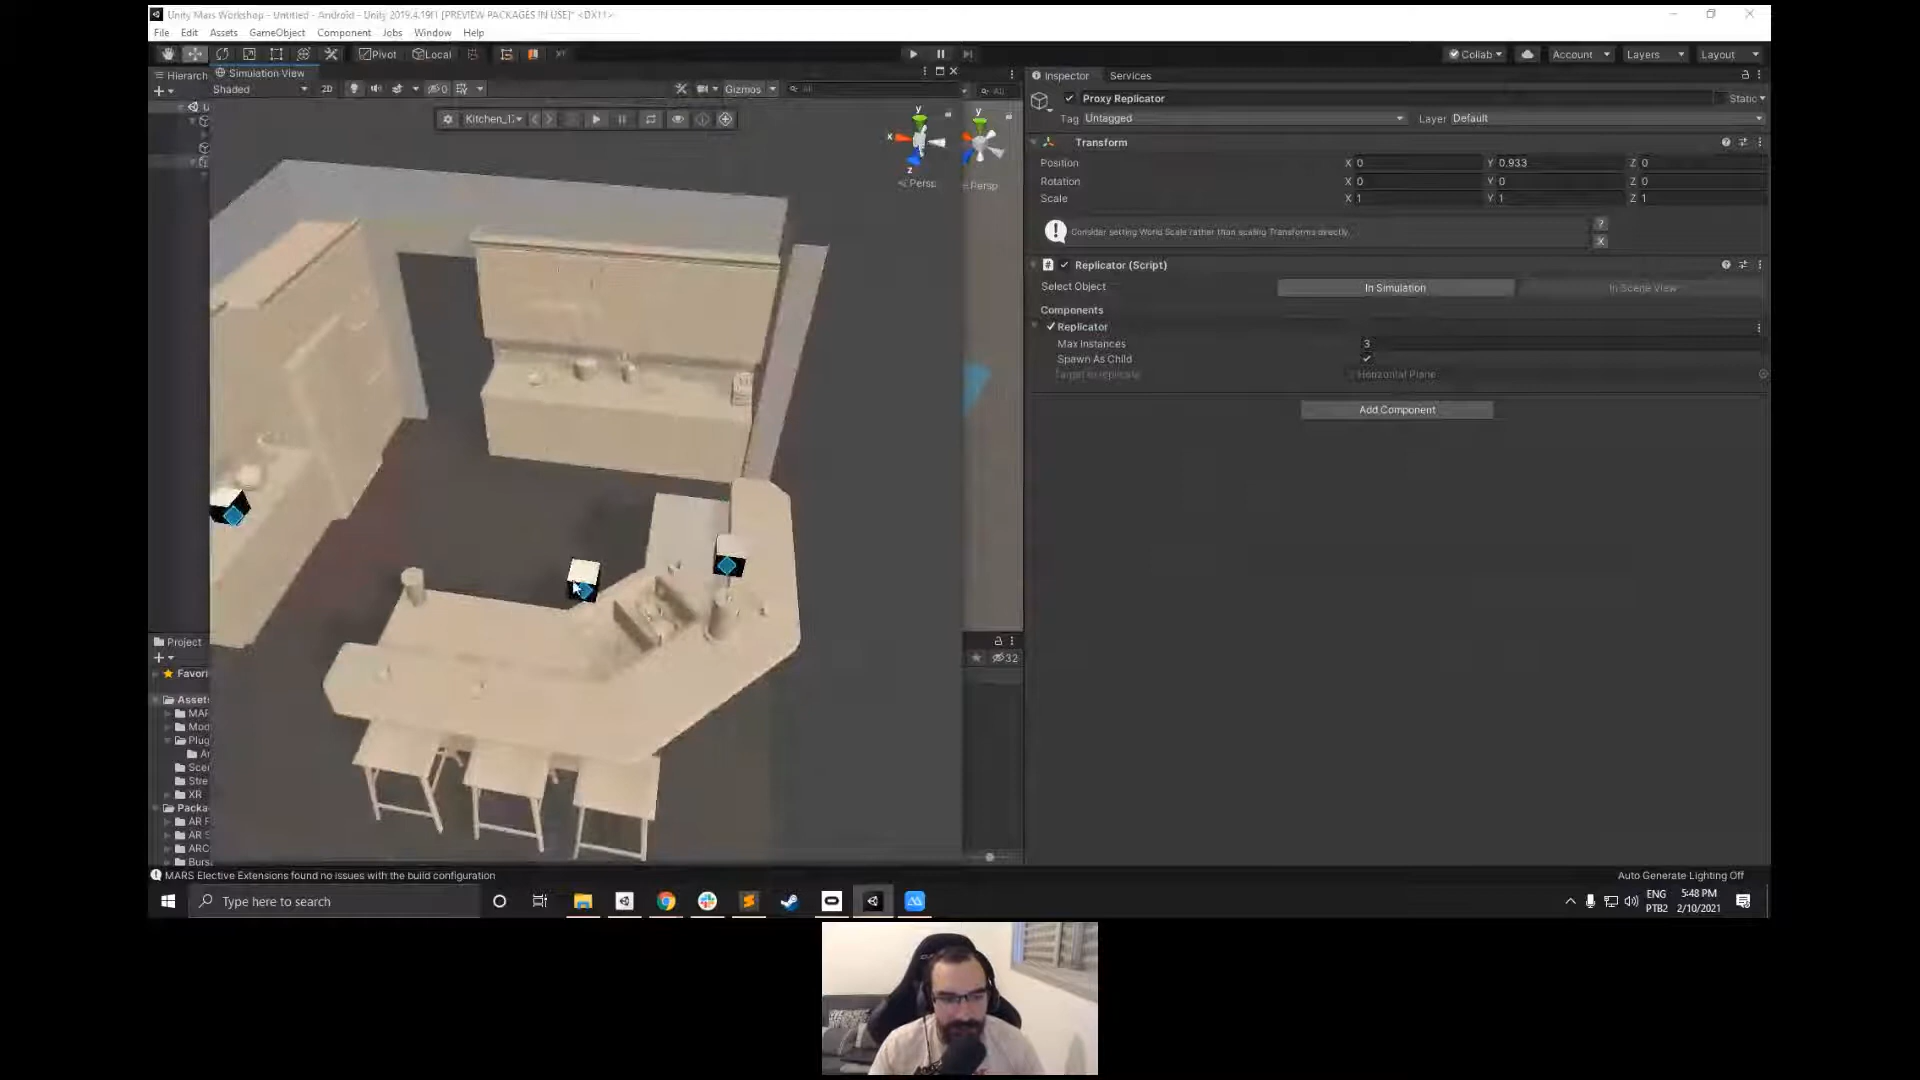 Unity Mars Workshop - Untitled - Android - Unity 2019.4.19f1 [PREVIEW PACKAGES IN USE]* <DX11>
File Edit Assets GameObject Component Jobs Window Help
Pivot Local Collab Account Layers Layout
Hierarch Simulation View
Shaded 2D 0 Gizmos All All
Kitchen_1
y y
x
z
Persp Persp
Inspector Services
Proxy Replicator Static
Tag Untagged Layer Default
Transform
Position X 0 Y 0.933 Z 0
Rotation X 0 Y 0 Z 0
Scale X 1 Y 1 Z 1
Consider setting World Scale rather than scaling Transforms directly. ?
X
Replicator (Script)
Select Object In Simulation In Scene View
Components
Replicator
Max Instances 3
Spawn As Child
Target to replicate Horizontal Plane
Add Component
Project
32
Favori
Assets
MAR
Mod
Plug
A
Scen
Stre
XR
Packa
AR F
AR S
ARC
Burs
MARS Elective Extensions found no issues with the build configuration
Auto Generate Lighting Off
Type here to search
ENG 5:48 PM
PTB2 2/10/2021